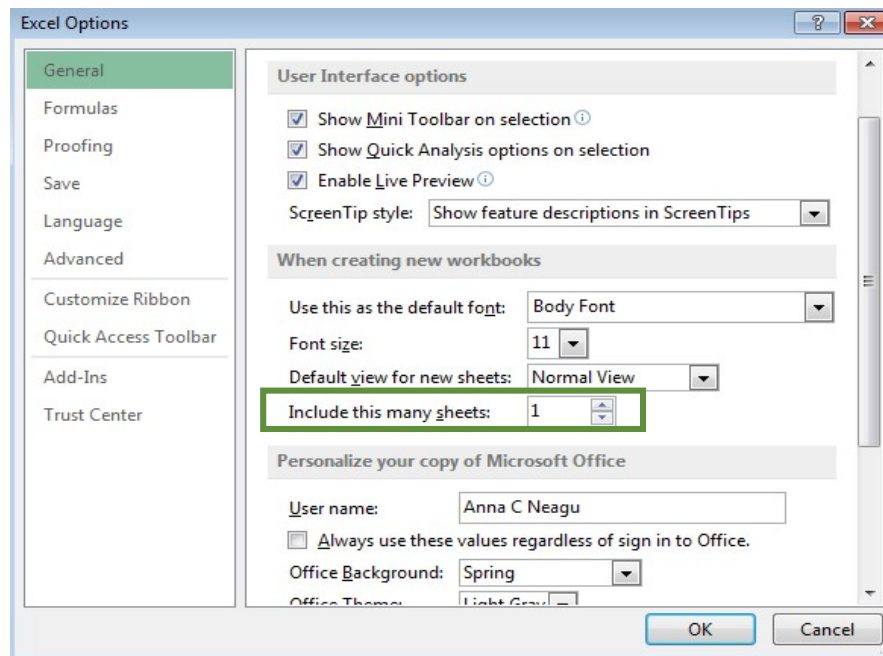 Excel Options
General
Formulas
Proofing
Save
Language
Advanced
Customize Ribbon
Quick Access Toolbar
Add-Ins
Trust Center
User Interface options
Show Mini Toolbar on selection
Show Quick Analysis options on selection
Enable Live Preview
ScreenTip style: Show feature descriptions in ScreenTips
When creating new workbooks
Use this as the default font: Body Font
Font size: 11
Default view for new sheets: Normal View
Include this many sheets: 1
Personalize your copy of Microsoft Office
User name: Anna C Neagu
Always use these values regardless of sign in to Office.
Office Background: Spring
Office Theme: Light Gray
OK Cancel